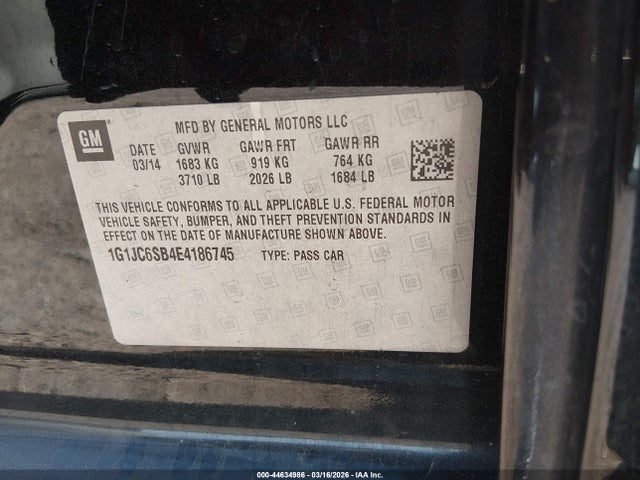 GM
MFD BY GENERAL MOTORS LLC
DATE GVWR GAWR FRT GAWR RR
03/14 1683 KG 919 KG 764 KG
3710 LB 2026 LB 1684 LB
THIS VEHICLE CONFORMS TO ALL APPLICABLE U.S. FEDERAL MOTOR
VEHICLE SAFETY, BUMPER, AND THEFT PREVENTION STANDARDS IN
EFFECT ON THE DATE OF MANUFACTURE SHOWN ABOVE.
1G1JC6SB4E4186745 TYPE: PASS CAR
000-44634986 - 03/16/2026 - IAA Inc.